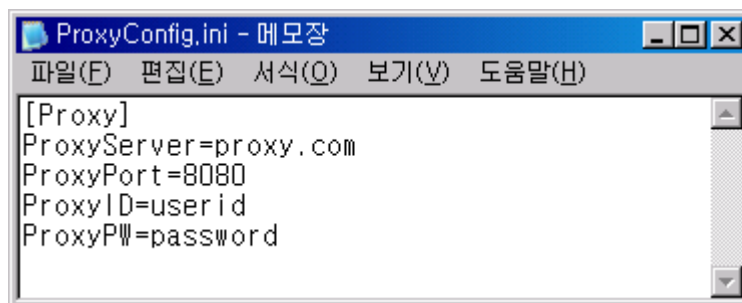 ProxyConfig.ini - 메모장
파일(F) 편집(E) 서식(O) 보기(V) 도움말(H)
[Proxy]
ProxyServer=proxy.com
ProxyPort=8080
ProxyID=userid
ProxyPW=password